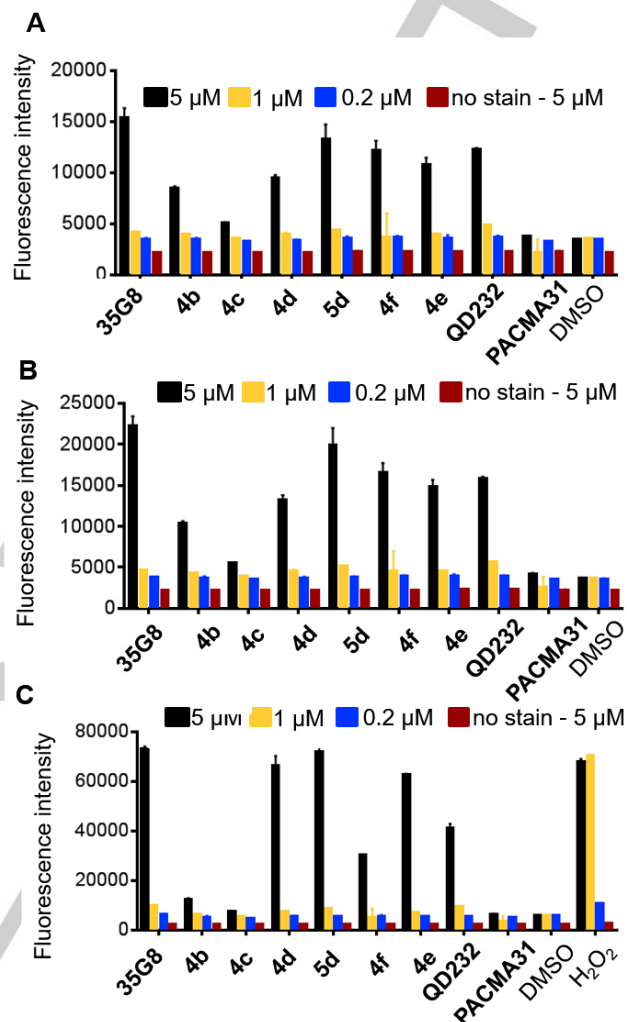 A
5 µM 1 µM 0.2 µM no stain - 5 µM
Fluorescence intensity
20000
15000
10000
5000
0
35G8 4b 4c 4d 5d 4f 4e QD232 PACMA31 DMSO
B
5 µM 1 µM 0.2 µM no stain - 5 µM
Fluorescence intensity
25000
20000
15000
10000
5000
0
35G8 4b 4c 4d 5d 4f 4e QD232 PACMA31 DMSO
C
5 µM 1 µM 0.2 µM no stain - 5 µM
Fluorescence intensity
80000
60000
40000
20000
0
35G8 4b 4c 4d 5d 4f 4e QD232 PACMA31 DMSO H₂O₂